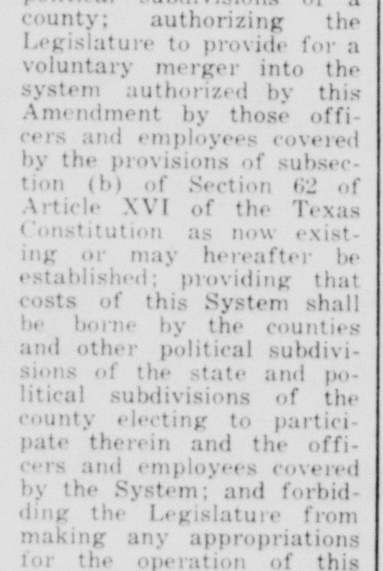 political subdivisions of a
county; authorizing the
Legislature to provide for a
voluntary merger into the
system authorized by this
Amendment by those offi-
cers and employees covered
by the provisions of subsec-
tion (b) of Section 62 of
Article XVI of the Texas
Constitution as now exist-
ing or may hereafter be
established; providing that
costs of this System shall
be borne by the counties
and other political subdivi-
sions of the state and po-
litical subdivisions of the
county electing to partici-
pate therein and the offi-
cers and employees covered
by the System; and forbid-
ding the Legislature from
making any appropriations
for the operation of this